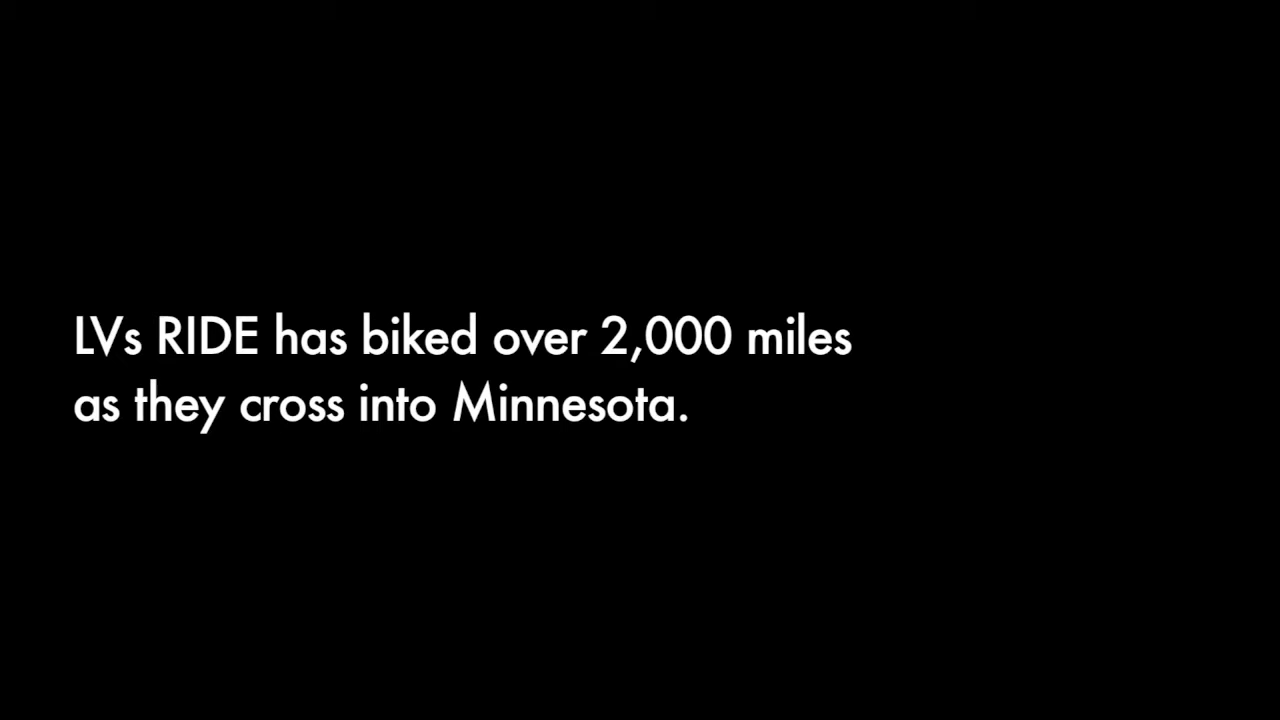 LVs RIDE has biked over 2,000 miles
as they cross into Minnesota.